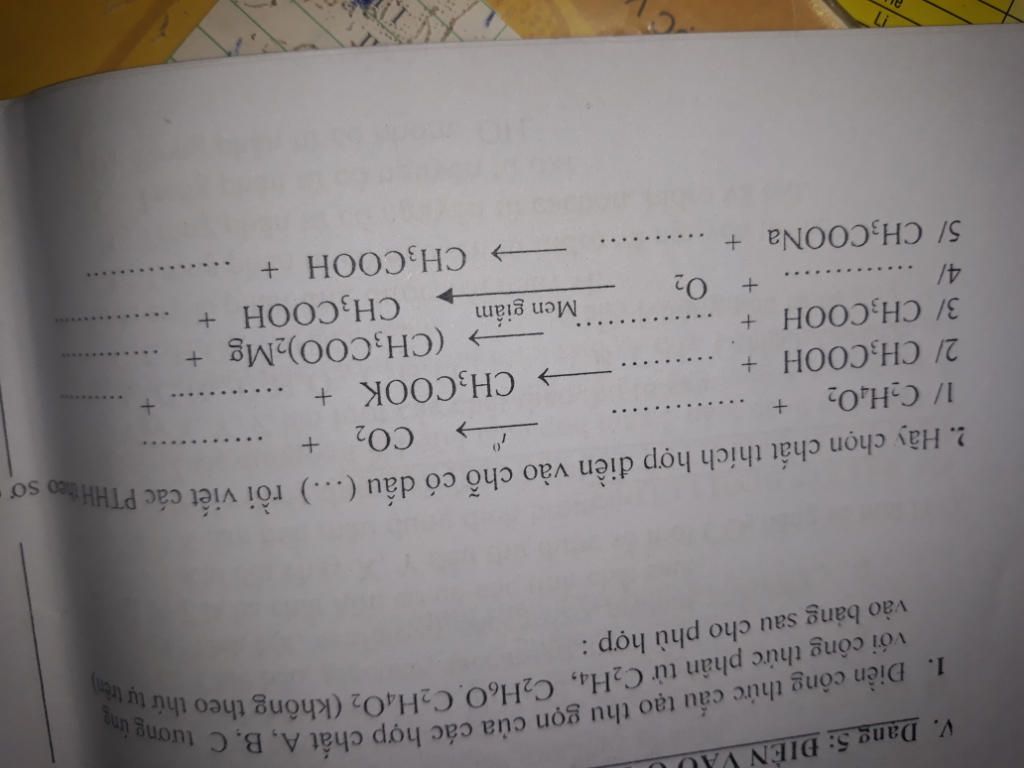 V. Dạng 5: ĐIỀN VÀO
1. Điền công thức cấu tạo thu gọn của các hợp chất A, B, C tương ứng
với công thức phân tử C₂H₄, C₂H₆O, C₂H₄O₂ (không theo thứ tự trên)
vào bảng sau cho phù hợp :
2. Hãy chọn chất thích hợp điền vào chỗ có dấu (…) rồi viết các PTHH theo sơ
1/ C₂H₄O₂ + .............. ⟶ t⁰ CO₂ + ..............
2/ CH₃COOH + .............. ⟶ CH₃COOK + .............. + ..........
3/ CH₃COOH + .............. ⟶ (CH₃COO)₂Mg + ..............
4/ .............. + O₂ ⟶ Men giấm CH₃COOH + ..............
5/ CH₃COONa + .............. ⟶ CH₃COOH + ..............
Li